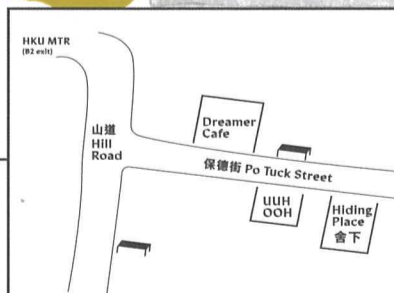 HKU MTR
(B2 exit)
山道
Hill
Road
Dreamer
Cafe
保德街 Po Tuck Street
UUH
OOH
Hiding
Place
舍下